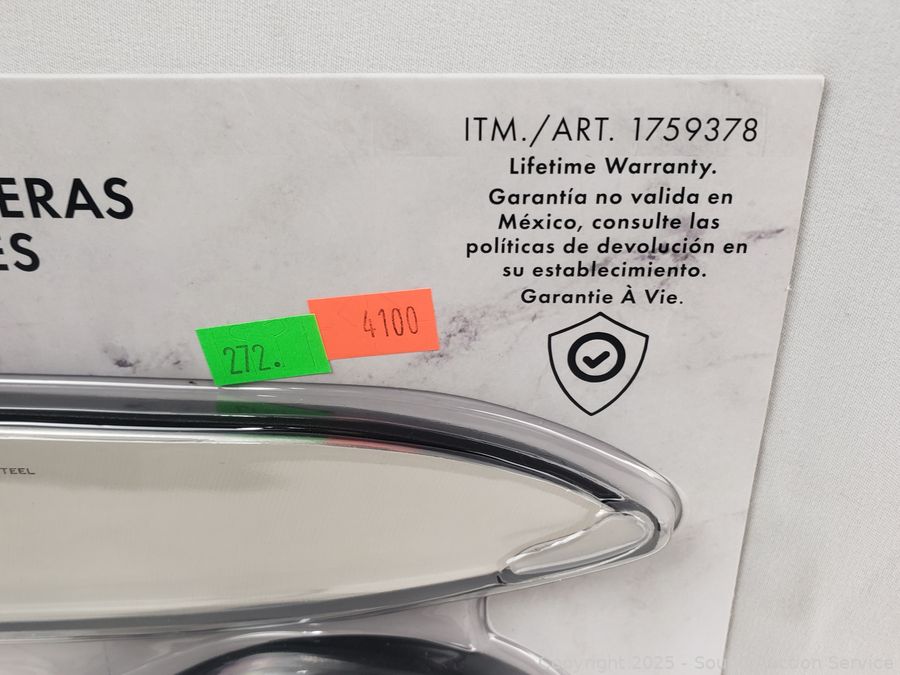 ITM./ART. 1759378
Lifetime Warranty.
Garantía no valida en
México, consulte las
políticas de devolución en
su establecimiento.
Garantie À Vie.
ERAS
ES
4100
272.
TEEL
Copyright 2025 - Sou Auction Service